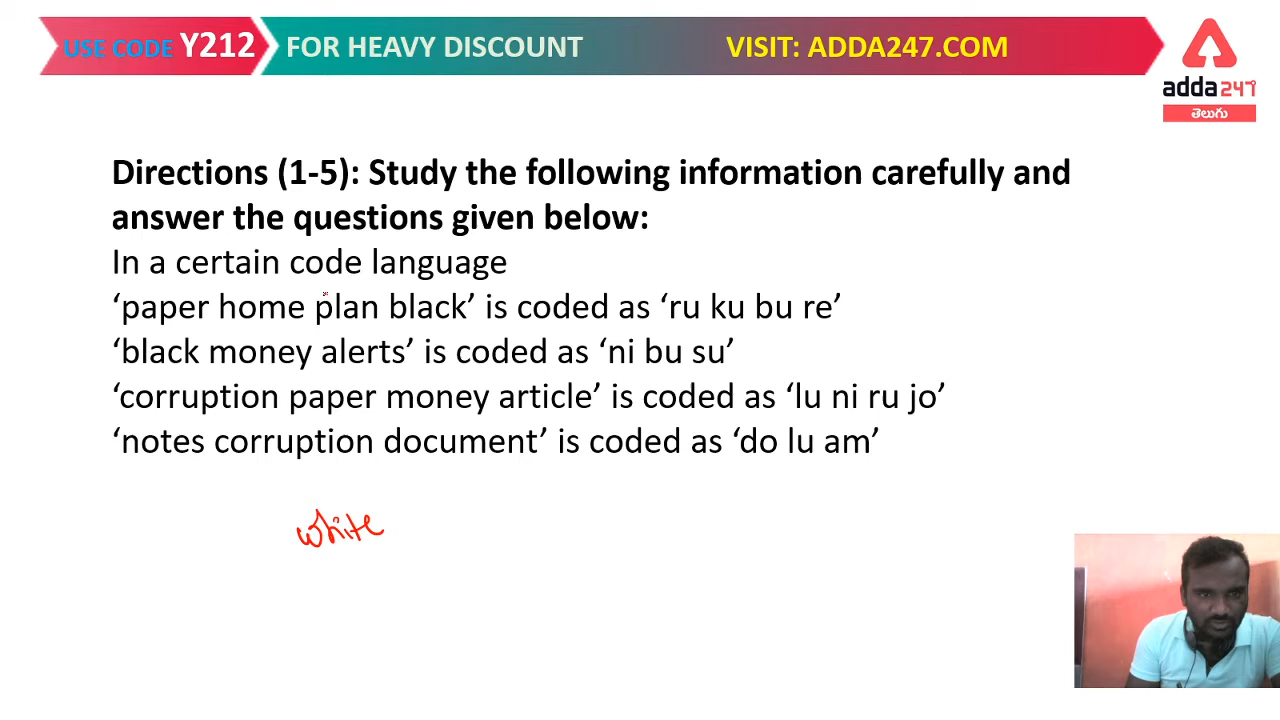 USE CODE Y212 FOR HEAVY DISCOUNT VISIT: ADDA247.COM
adda247
తెలుగు
Directions (1-5): Study the following information carefully and
answer the questions given below:
In a certain code language
‘paper home plan black’ is coded as ‘ru ku bu re’
‘black money alerts’ is coded as ‘ni bu su’
‘corruption paper money article’ is coded as ‘lu ni ru jo’
‘notes corruption document’ is coded as ‘do lu am’
white